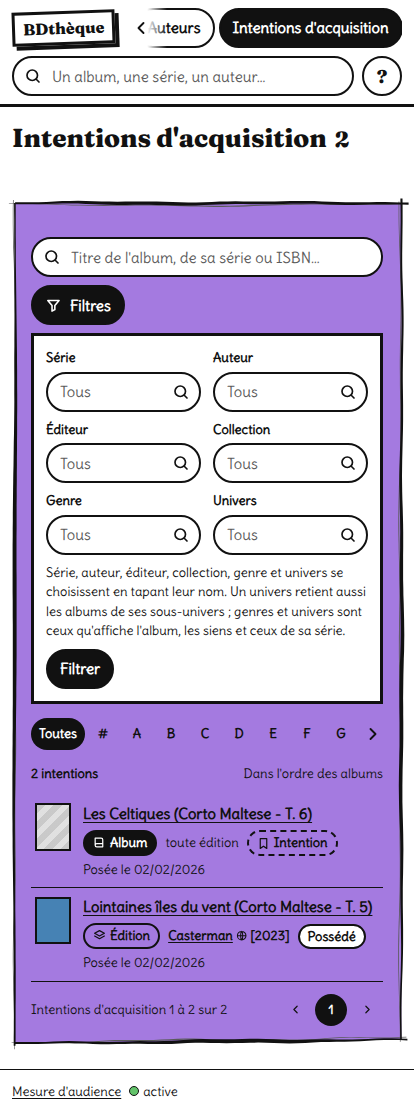 BDthèque
Auteurs
Intentions d'acquisition
Un album, une série, un auteur...
?
Intentions d'acquisition 2
Titre de l'album, de sa série ou ISBN...
Filtres
Série
Auteur
Tous
Tous
Éditeur
Collection
Tous
Tous
Genre
Univers
Tous
Tous
Série, auteur, éditeur, collection, genre et univers se
choisissent en tapant leur nom. Un univers retient aussi
les albums de ses sous-univers ; genres et univers sont
ceux qu'affiche l'album, les siens et ceux de sa série.
Filtrer
Toutes # A B C D E F G
2 intentions
Dans l'ordre des albums
Les Celtiques (Corto Maltese - T. 6)
Album toute édition Intention
Posée le 02/02/2026
Lointaines îles du vent (Corto Maltese - T. 5)
Édition Casterman [2023] Possédé
Posée le 02/02/2026
Intentions d'acquisition 1 à 2 sur 2
1
Mesure d'audience active